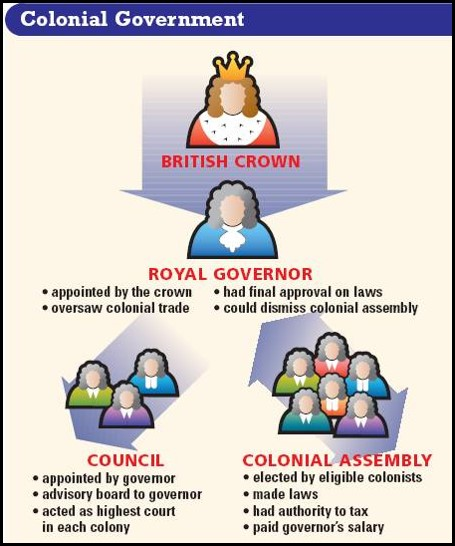 Colonial Government
BRITISH CROWN
ROYAL GOVERNOR
• appointed by the crown
• oversaw colonial trade
• had final approval on laws
• could dismiss colonial assembly
COUNCIL
• appointed by governor
• advisory board to governor
• acted as highest court
in each colony
COLONIAL ASSEMBLY
• elected by eligible colonists
• made laws
• had authority to tax
• paid governor's salary